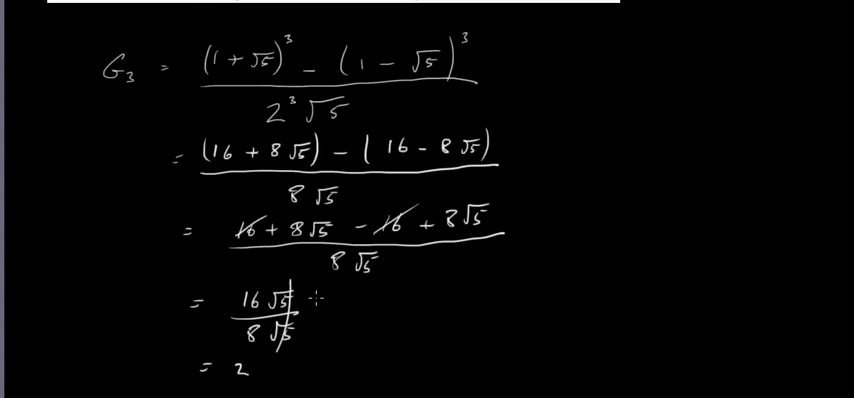 G₃ = ((1 + √5)³ - (1 - √5)³) / (2³ √5)
= ((16 + 8√5) - (16 - 8√5)) / (8√5)
= (16 + 8√5 - 16 + 8√5) / (8√5)
= (16√5) / (8√5)
= 2